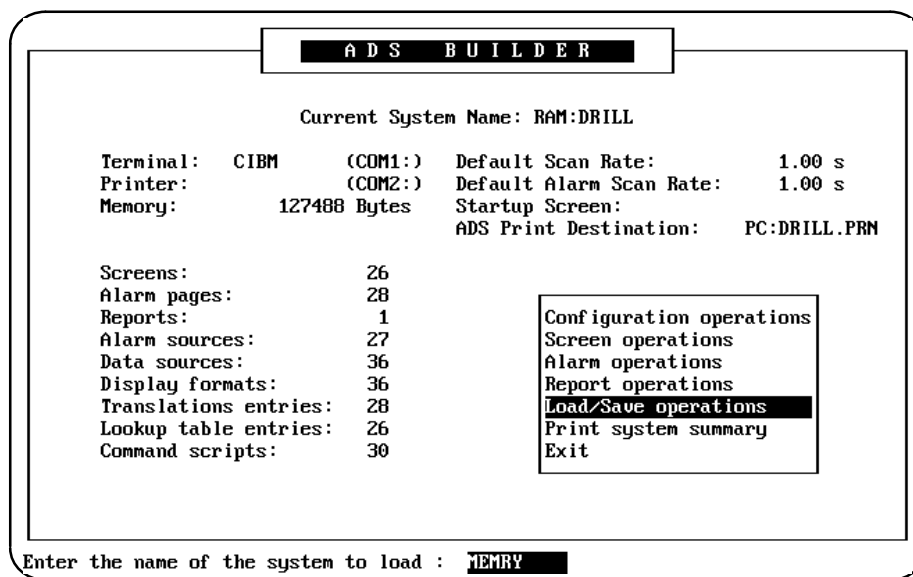 ADS BUILDER
Current System Name: RAM:DRILL
Terminal: CIBM (COM1:) Default Scan Rate: 1.00 s
Printer: (COM2:) Default Alarm Scan Rate: 1.00 s
Memory: 127488 Bytes Startup Screen:
ADS Print Destination: PC:DRILL.PRN
Screens: 26
Alarm pages: 28
Reports: 1
Alarm sources: 27
Data sources: 36
Display formats: 36
Translations entries: 28
Lookup table entries: 26
Command scripts: 30
Configuration operations
Screen operations
Alarm operations
Report operations
Load/Save operations
Print system summary
Exit
Enter the name of the system to load : MEMRY